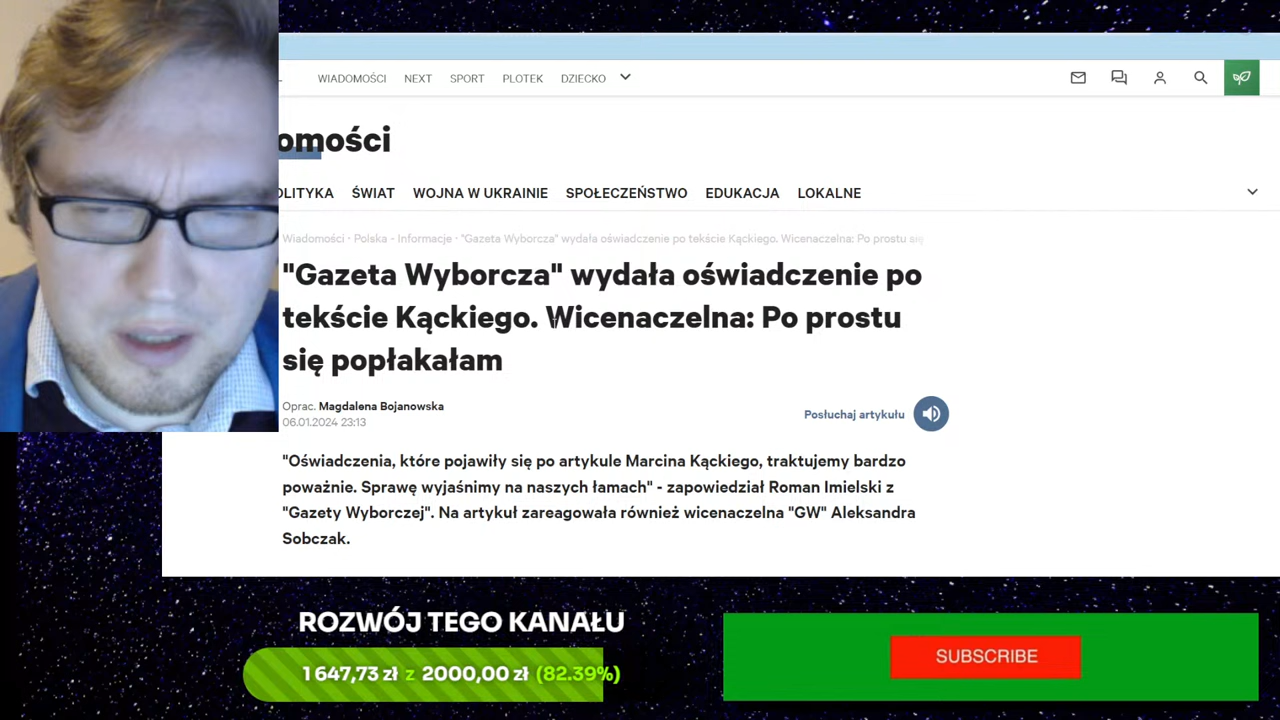 WIADOMOŚCI NEXT SPORT PLOTEK DZIECKO
omości
OLITYKA ŚWIAT WOJNA W UKRAINIE SPOŁECZEŃSTWO EDUKACJA LOKALNE
Wiadomości · Polska - Informacje · "Gazeta Wyborcza" wydała oświadczenie po tekście Kąckiego. Wicenaczelna: Po prostu się
"Gazeta Wyborcza" wydała oświadczenie po
tekście Kąckiego. Wicenaczelna: Po prostu
się popłakałam
Oprac. Magdalena Bojanowska
06.01.2024 23:13
Posłuchaj artykułu
"Oświadczenia, które pojawiły się po artykule Marcina Kąckiego, traktujemy bardzo
poważnie. Sprawę wyjaśnimy na naszych łamach" - zapowiedział Roman Imielski z
"Gazety Wyborczej". Na artykuł zareagowała również wicenaczelna "GW" Aleksandra
Sobczak.
ROZWÓJ TEGO KANAŁU
1 647,73 zł z 2000,00 zł (82.39%)
SUBSCRIBE